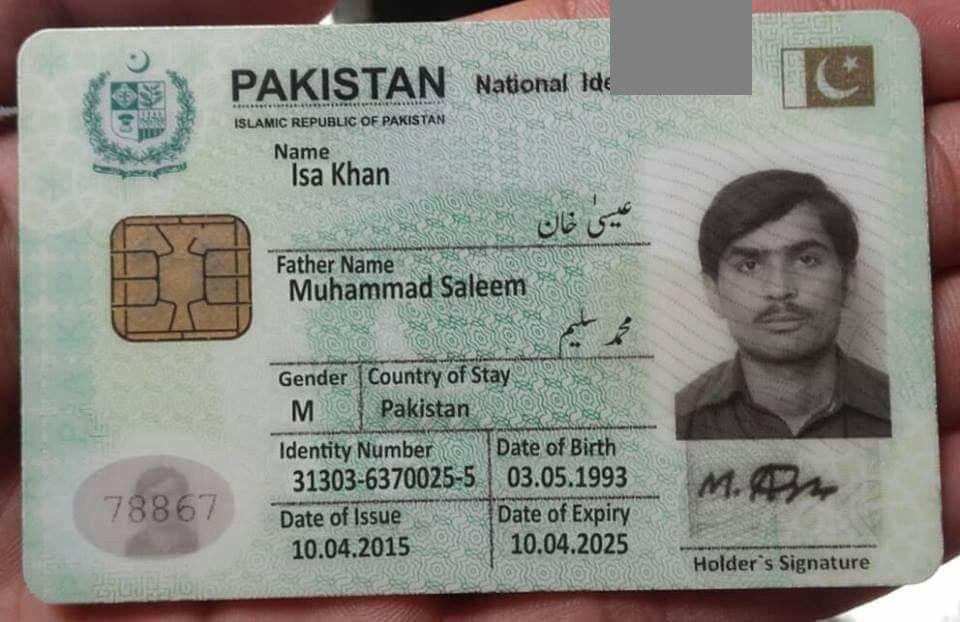 PAKISTAN National
ISLAMIC REPUBLIC OF PAKISTAN
Name
Isa Khan
عیسیٰ خان
Father Name
Muhammad Saleem
محمد سلیم
Gender Country of Stay
M Pakistan
Identity Number Date of Birth
31303-6370025-5 03.05.1993
Date of Issue Date of Expiry
10.04.2015 10.04.2025
78867
Holder`s Signature